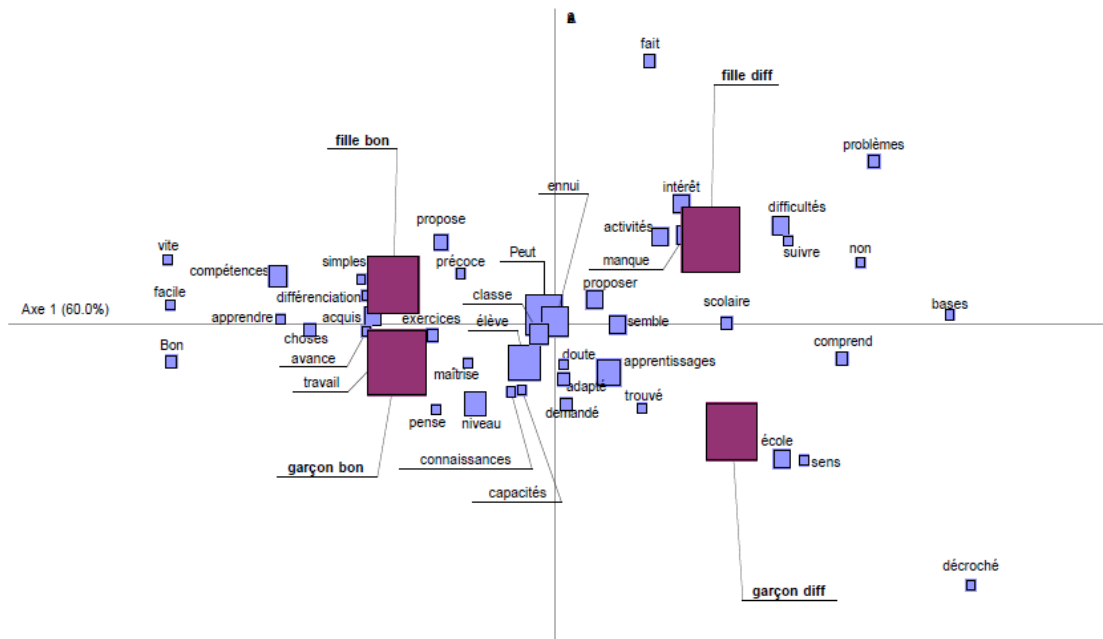 fait
fille diff
fille bon
problèmes
ennui
intérêt
propose
difficultés
activités
suivre
vite
Peut
non
compétences
simples
précoce
manque
facile
différenciation
classe
proposer
scolaire
bases
Axe 1 (60.0%)
apprendre
acquis
exercices
élève
semble
choses
avance
doute
apprentissages
comprend
Bon
maîtrise
travail
adapté
pense
niveau
demandé
trouvé
école
sens
garçon bon
connaissances
capacités
décroché
garçon diff